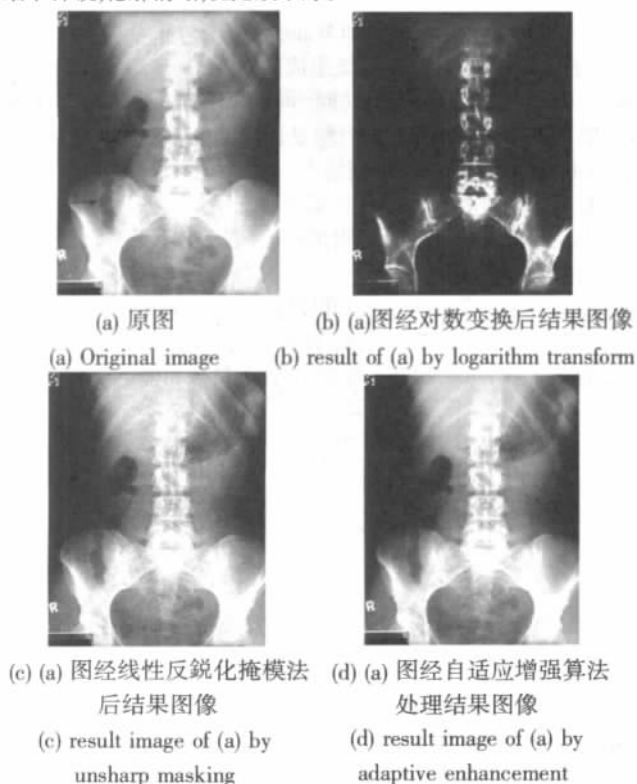 (a) 原图
(b) (a)图经对数变换后结果图像
(a) Original image
(b) result of (a) by logarithm transform
R
R
R
R
(c) (a) 图经线性反鋭化掩模法
后结果图像
(c) result image of (a) by
unsharp masking
(d) (a) 图经自适应增强算法
处理结果图像
(d) result image of (a) by
adaptive enhancement